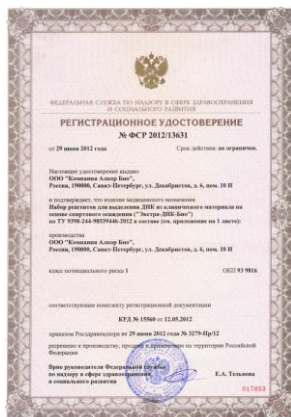 ФЕДЕРАЛЬНАЯ СЛУЖБА ПО НАДЗОРУ В СФЕРЕ ЗДРАВООХРАНЕНИЯ
И СОЦИАЛЬНОГО РАЗВИТИЯ
РЕГИСТРАЦИОННОЕ УДОСТОВЕРЕНИЕ
№ ФСР 2012/13631
от 29 июня 2012 года Срок действия: не ограничен.
Настоящее удостоверение выдано
ООО "Компания Алкор Био",
Россия, 190000, Санкт-Петербург, ул. Декабристов, д. 6, пом. 10 Н
и подтверждает, что изделие медицинского назначения
Набор реагентов для выделения ДНК из клинического материала на
основе спиртового осаждения ("Экстра-ДНК-Био")
по ТУ 9398-244-98539446-2012 в составе (см. приложение на 1 листе):
производства
ООО "Компания Алкор Био",
Россия, 190000, Санкт-Петербург, ул. Декабристов, д. 6, пом. 10 Н
класс потенциального риска 1 ОКП 93 9816
соответствующее комплекту регистрационной документации
КРД № 15560 от 12.05.2012
приказом Росздравнадзора от 29 июня 2012 года № 3279-Пр/12
разрешено к производству, продаже и применению на территории Российской
Федерации
Врио руководителя Федеральной службы
по надзору в сфере здравоохранения
и социального развития Е.А. Тельнова
017053